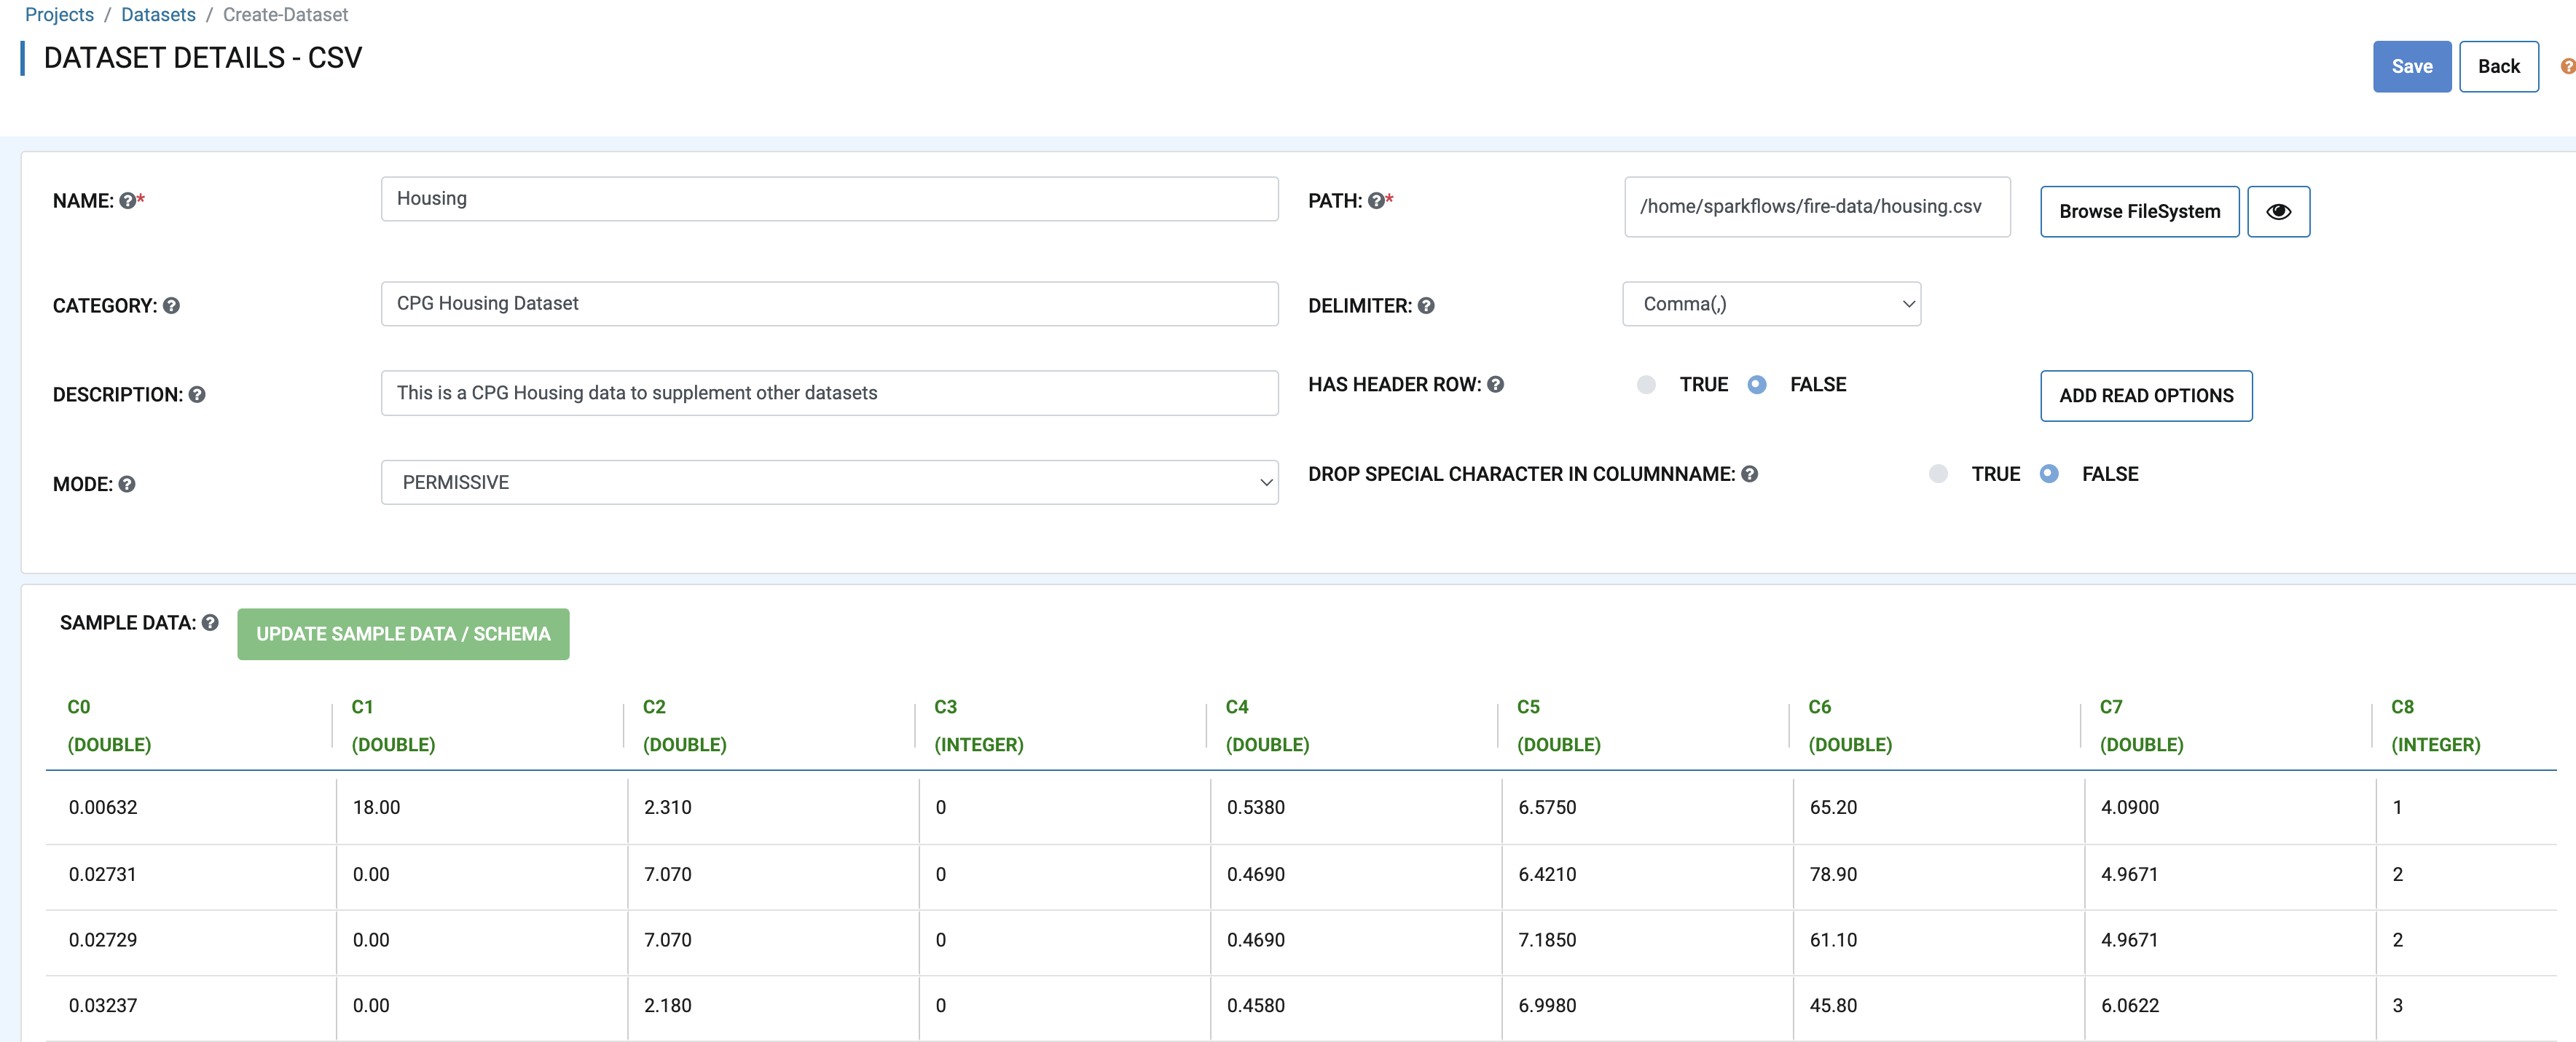 Projects / Datasets / Create-Dataset
DATASET DETAILS - CSV
Save Back ?
NAME: ?* Housing PATH: ?* /home/sparkflows/fire-data/housing.csv Browse FileSystem
CATEGORY: ? CPG Housing Dataset DELIMITER: ? Comma(,)
DESCRIPTION: ? This is a CPG Housing data to supplement other datasets HAS HEADER ROW: ? TRUE FALSE ADD READ OPTIONS
MODE: ? PERMISSIVE DROP SPECIAL CHARACTER IN COLUMNNAME: ? TRUE FALSE
SAMPLE DATA: ? UPDATE SAMPLE DATA / SCHEMA
C0 C1 C2 C3 C4 C5 C6 C7 C8
(DOUBLE) (DOUBLE) (DOUBLE) (INTEGER) (DOUBLE) (DOUBLE) (DOUBLE) (DOUBLE) (INTEGER)
0.00632 18.00 2.310 0 0.5380 6.5750 65.20 4.0900 1
0.02731 0.00 7.070 0 0.4690 6.4210 78.90 4.9671 2
0.02729 0.00 7.070 0 0.4690 7.1850 61.10 4.9671 2
0.03237 0.00 2.180 0 0.4580 6.9980 45.80 6.0622 3